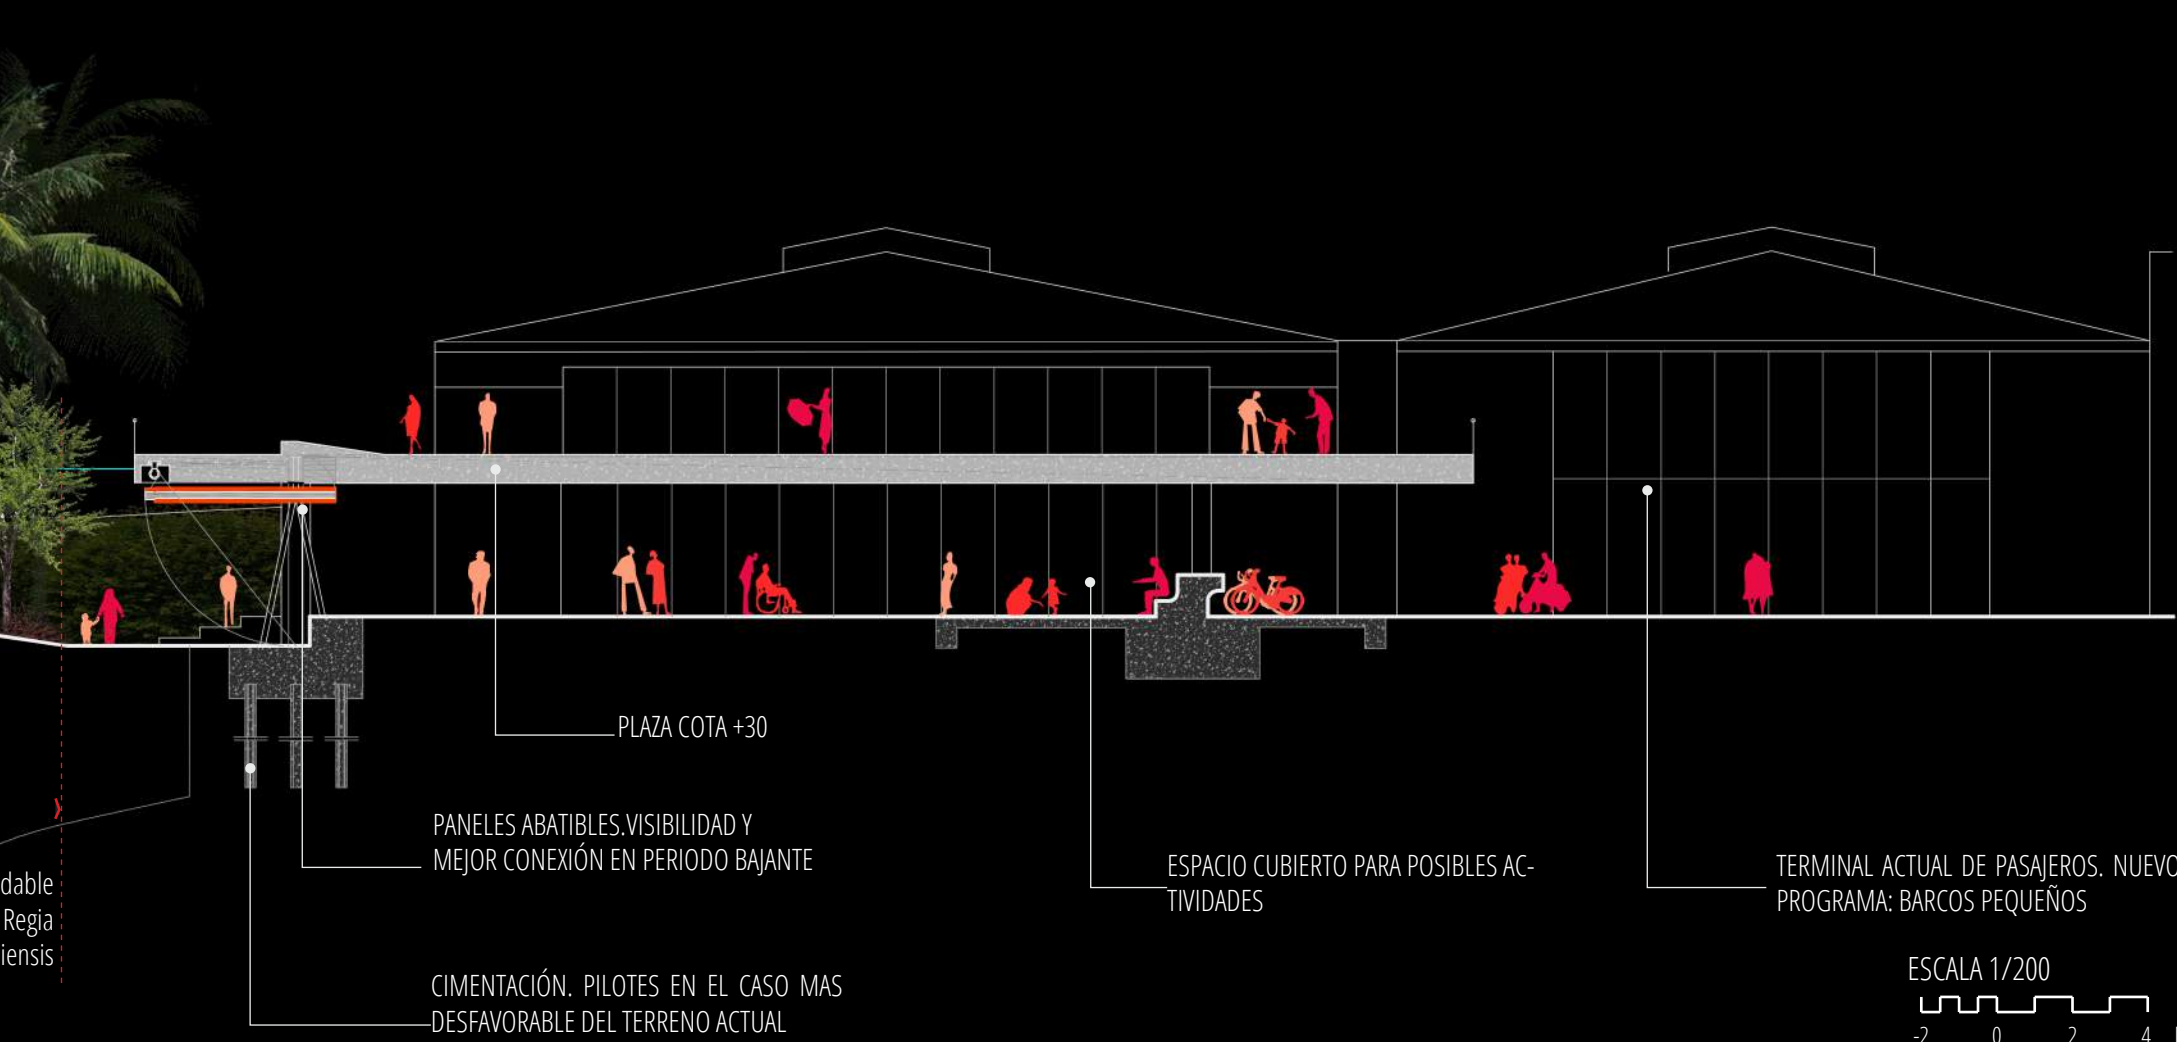 PLAZA COTA +30
PANELES ABATIBLES.VISIBILIDAD Y
MEJOR CONEXIÓN EN PERIODO BAJANTE
ESPACIO CUBIERTO PARA POSIBLES AC-
TIVIDADES
TERMINAL ACTUAL DE PASAJEROS. NUEVO
PROGRAMA: BARCOS PEQUEÑOS
dable
Regia
iensis
CIMENTACIÓN. PILOTES EN EL CASO MAS
DESFAVORABLE DEL TERRENO ACTUAL
ESCALA 1/200
-2 0 2 4